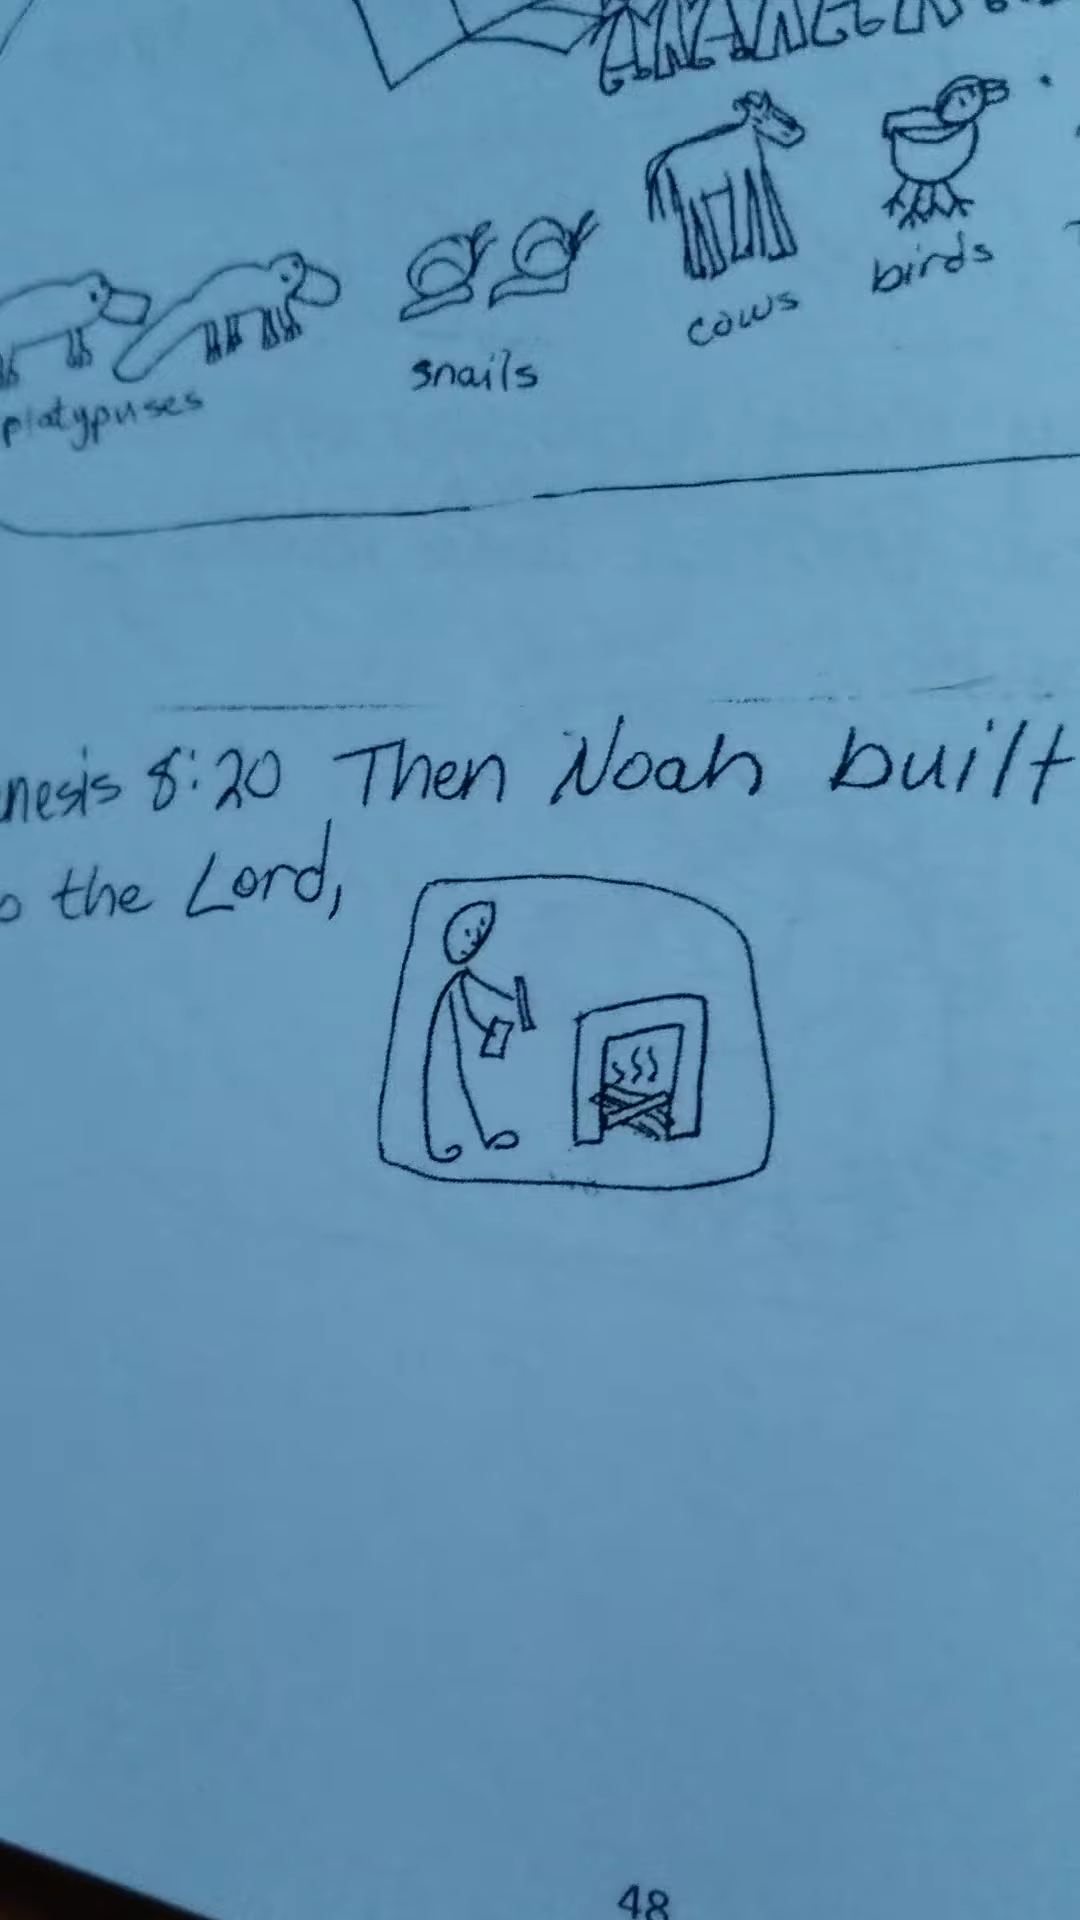 birds
cows
snails
platypuses
nesis 8:20 Then Noah built
o the Lord,
48